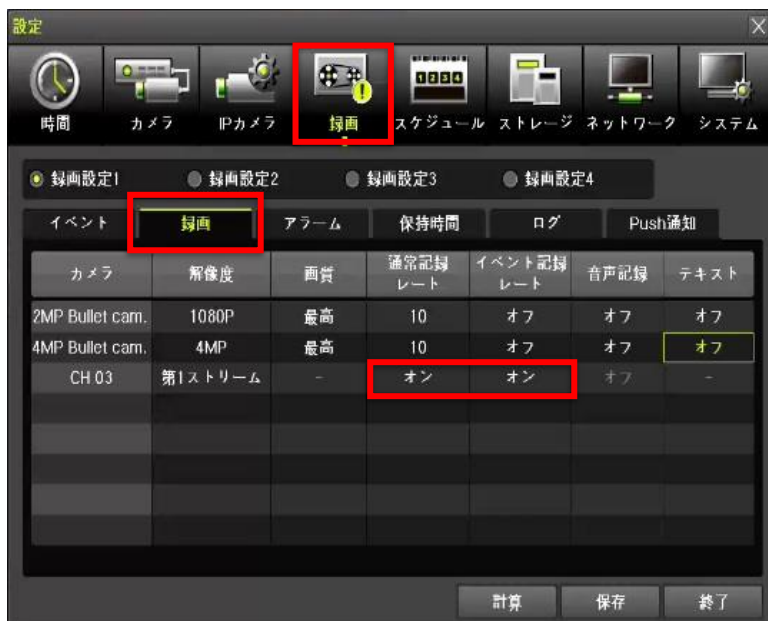 設定
時間 カメラ IPカメラ 録画 スケジュール ストレージ ネットワーク システム
録画設定1 録画設定2 録画設定3 録画設定4
イベント 録画 アラーム 保持時間 ログ Push通知
カメラ 解像度 画質 通常記録レート イベント記録レート 音声記録 テキスト
2MP Bullet cam. 1080P 最高 10 オフ オフ オフ
4MP Bullet cam. 4MP 最高 10 オフ オフ オフ
CH.03 第1ストリーム - オン オン オフ -
計算 保存 終了